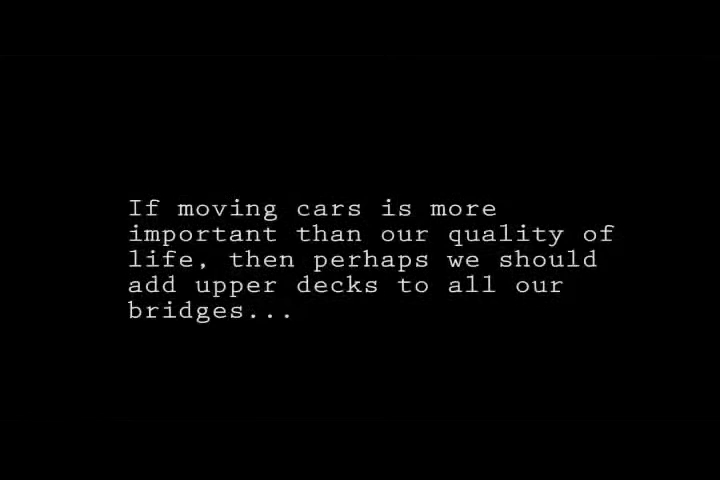 If moving cars is more
important than our quality of
life, then perhaps we should
add upper decks to all our
bridges...